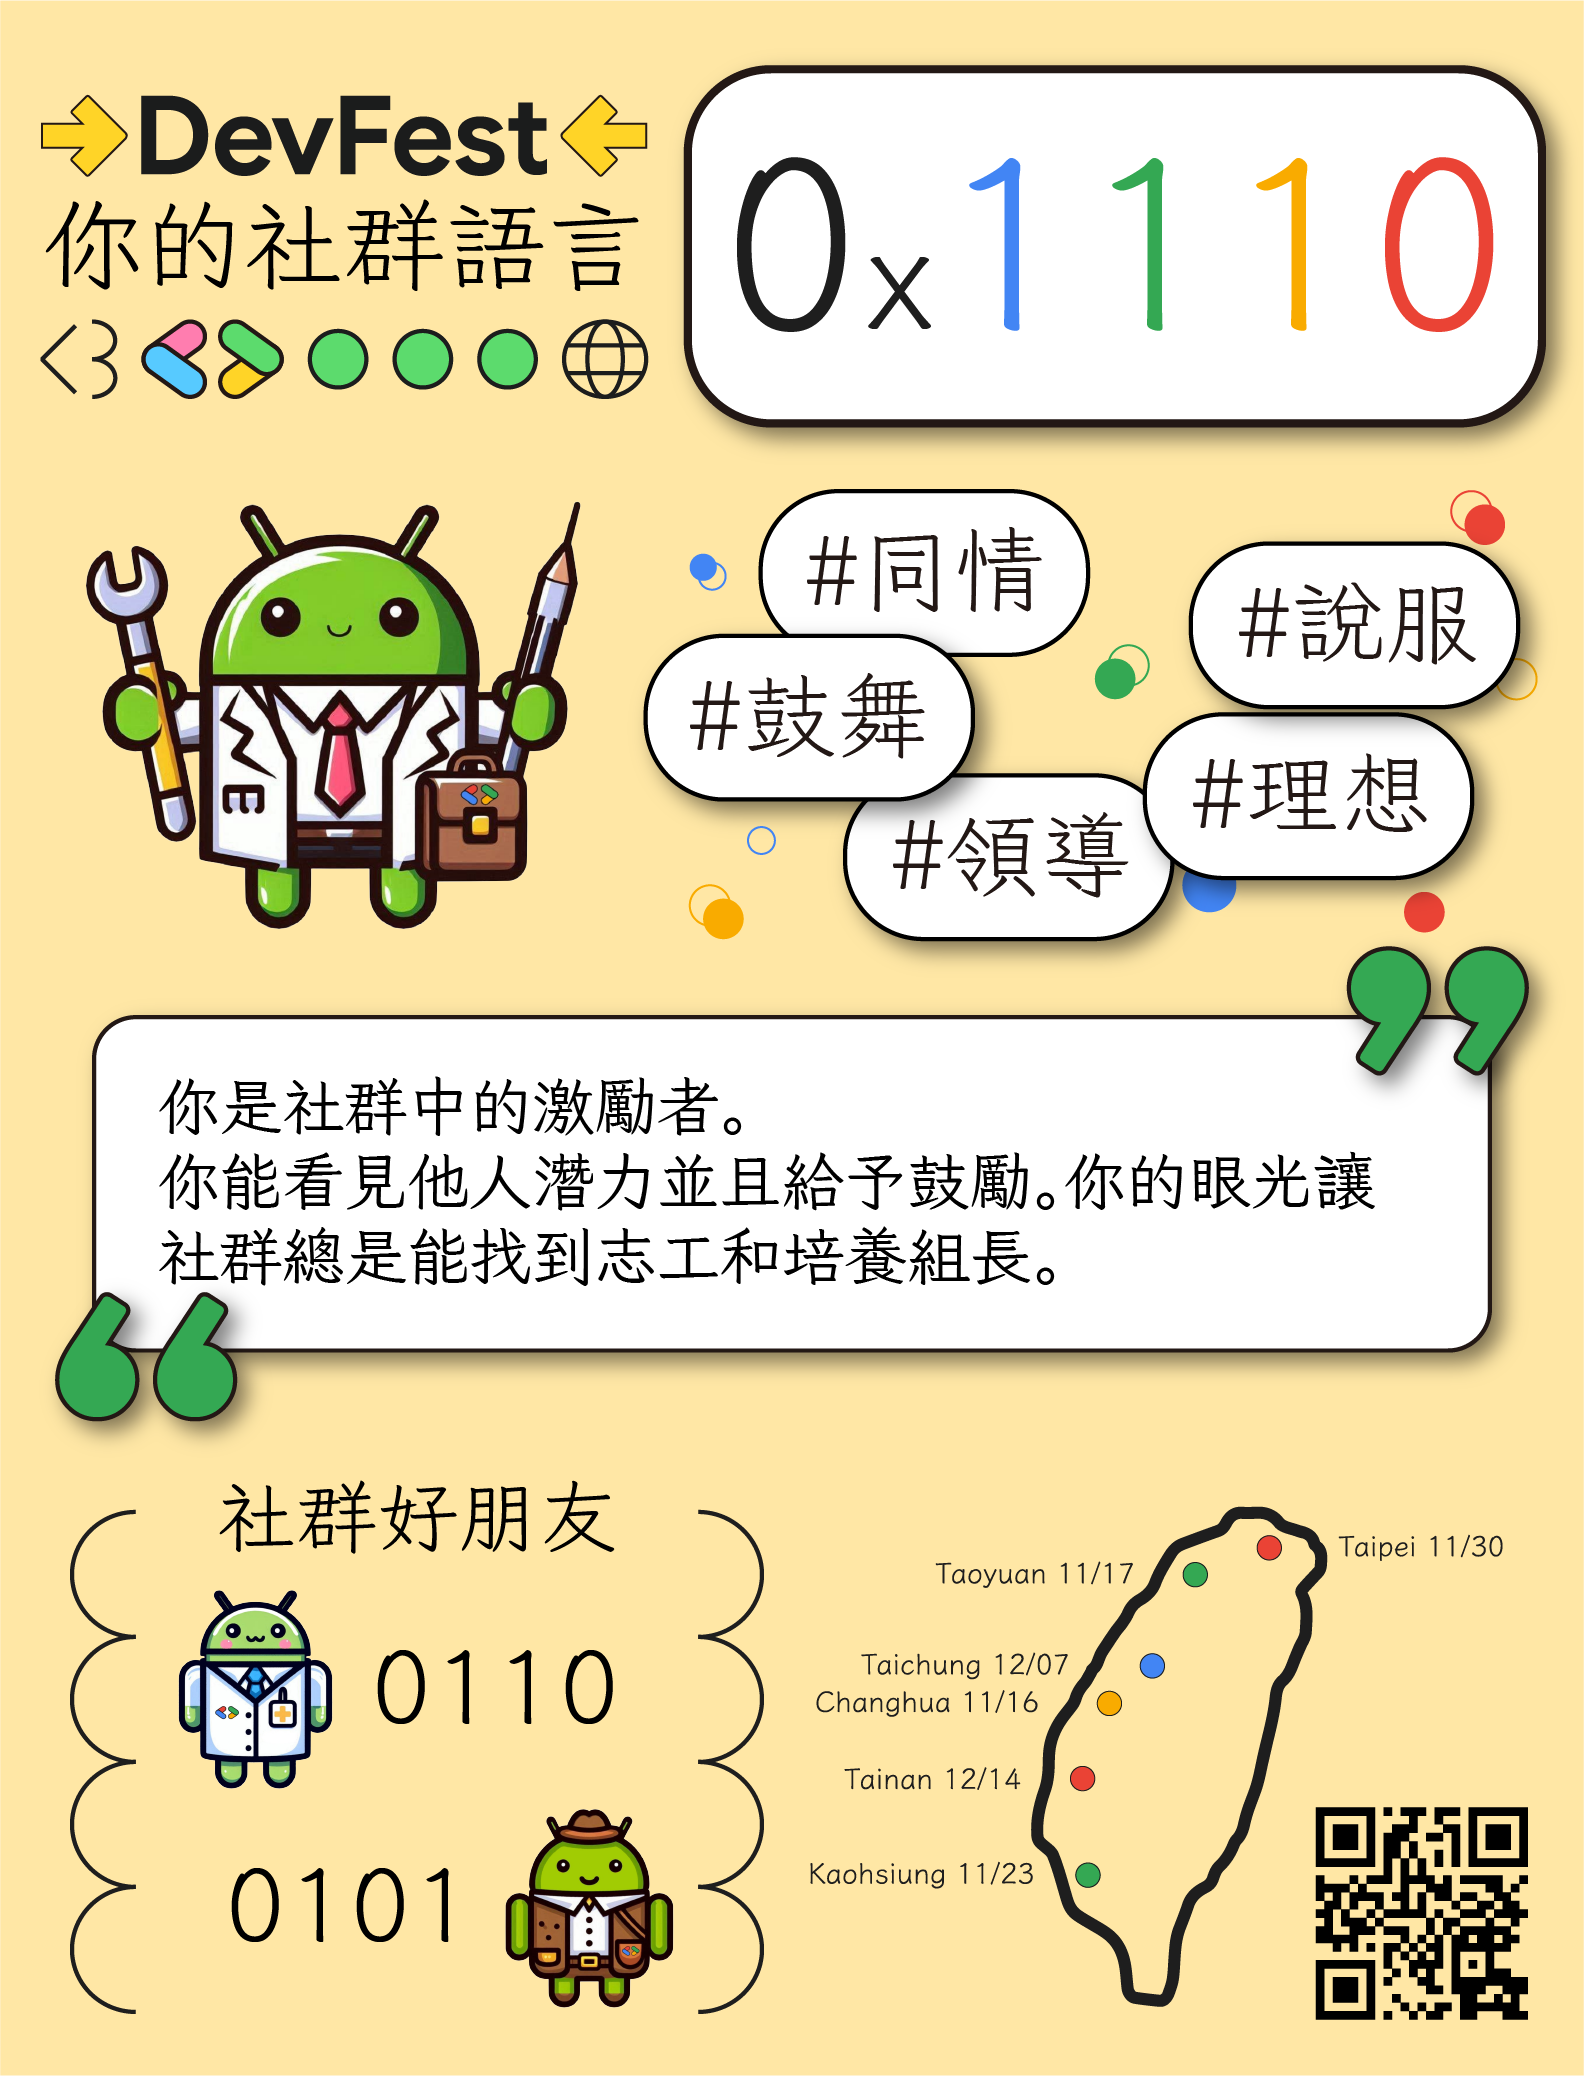 DevFest
你的社群語言
0x1110
#同情
#說服
#鼓舞
#理想
#領導
你是社群中的激勵者。
你能看見他人潛力並且給予鼓勵。你的眼光讓
社群總是能找到志工和培養組長。
社群好朋友
0110
0101
Taipei 11/30
Taoyuan 11/17
Taichung 12/07
Changhua 11/16
Tainan 12/14
Kaohsiung 11/23